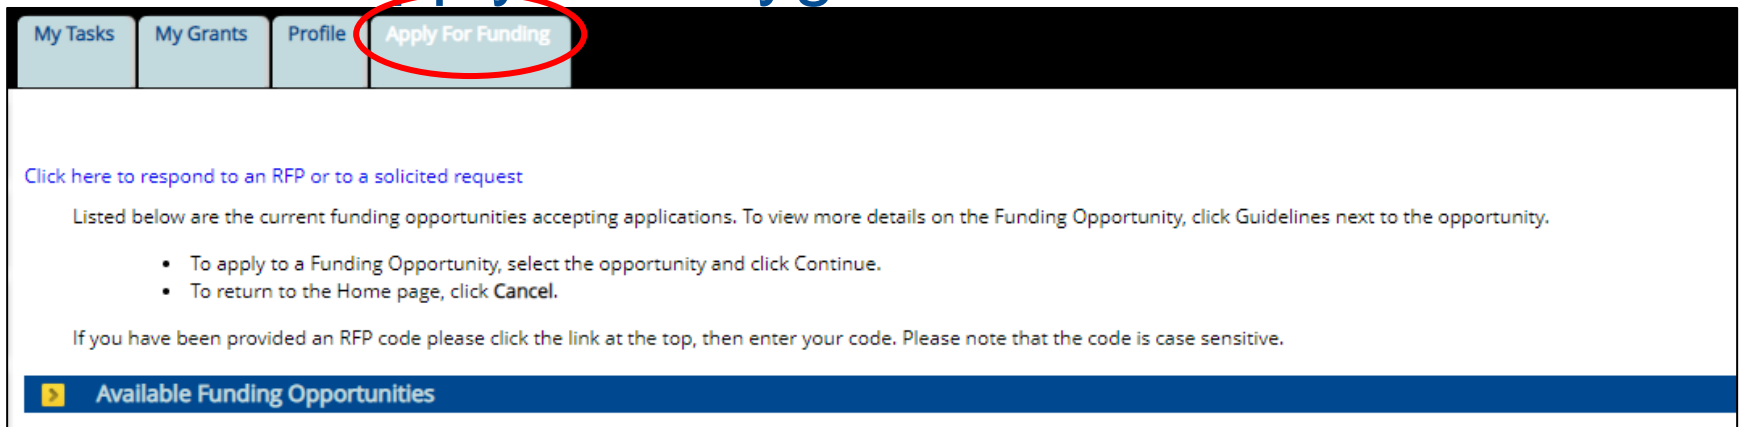 My Tasks My Grants Profile Apply For Funding
Click here to respond to an RFP or to a solicited request
Listed below are the current funding opportunities accepting applications. To view more details on the Funding Opportunity, click Guidelines next to the opportunity.
• To apply to a Funding Opportunity, select the opportunity and click Continue.
• To return to the Home page, click Cancel.
If you have been provided an RFP code please click the link at the top, then enter your code. Please note that the code is case sensitive.
Available Funding Opportunities